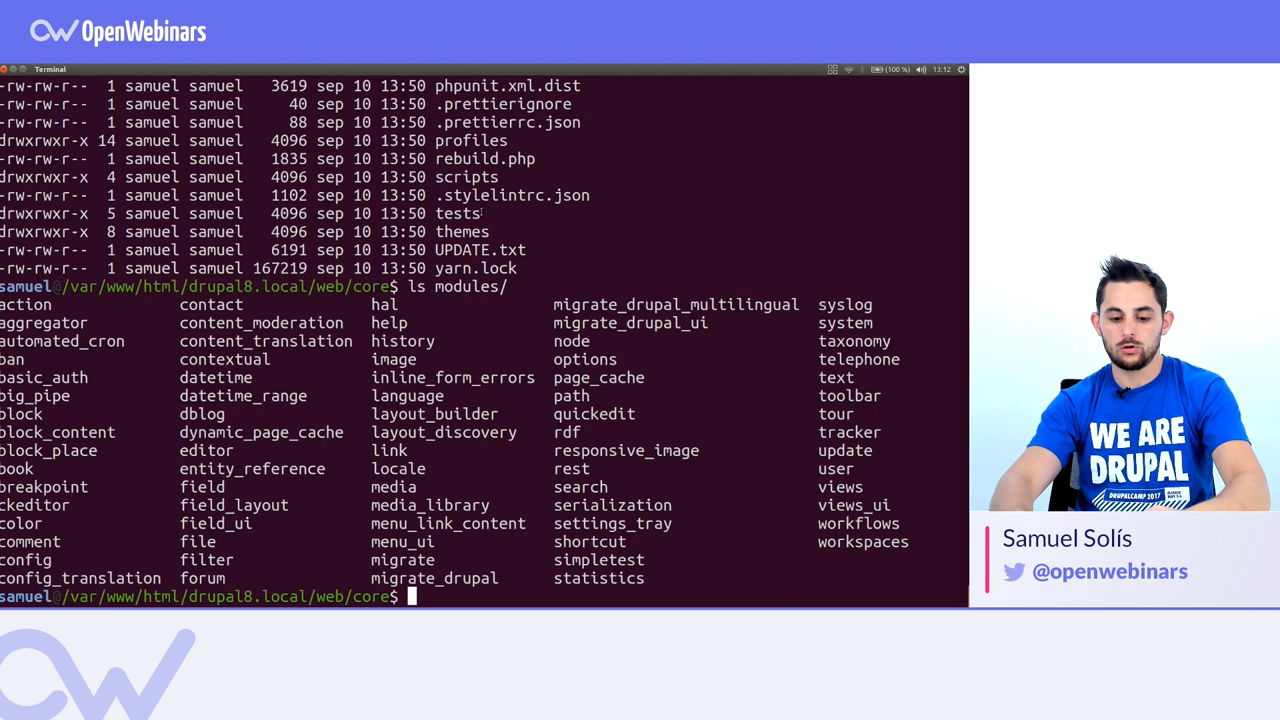 OpenWebinars
Terminal
(100 %) 13:12
-rw-rw-r-- 1 samuel samuel 3619 sep 10 13:50 phpunit.xml.dist
-rw-rw-r-- 1 samuel samuel 40 sep 10 13:50 .prettierignore
-rw-rw-r-- 1 samuel samuel 88 sep 10 13:50 .prettierrc.json
drwxrwxr-x 14 samuel samuel 4096 sep 10 13:50 profiles
-rw-rw-r-- 1 samuel samuel 1835 sep 10 13:50 rebuild.php
drwxrwxr-x 4 samuel samuel 4096 sep 10 13:50 scripts
-rw-rw-r-- 1 samuel samuel 1102 sep 10 13:50 .stylelintrc.json
drwxrwxr-x 5 samuel samuel 4096 sep 10 13:50 tests
drwxrwxr-x 8 samuel samuel 4096 sep 10 13:50 themes
-rw-rw-r-- 1 samuel samuel 6191 sep 10 13:50 UPDATE.txt
-rw-rw-r-- 1 samuel samuel 167219 sep 10 13:50 yarn.lock
samuel@/var/www/html/drupal8.local/web/core$ ls modules/
action contact hal migrate_drupal_multilingual syslog
aggregator content_moderation help migrate_drupal_ui system
automated_cron content_translation history node taxonomy
ban contextual image options telephone
basic_auth datetime inline_form_errors page_cache text
big_pipe datetime_range language path toolbar
block dblog layout_builder quickedit tour
block_content dynamic_page_cache layout_discovery rdf tracker
block_place editor link responsive_image update
book entity_reference locale rest user
breakpoint field media search views
ckeditor field_layout media_library serialization views_ui
color field_ui menu_link_content settings_tray workflows
comment file menu_ui shortcut workspaces
config filter migrate simpletest
config_translation forum migrate_drupal statistics
samuel@/var/www/html/drupal8.local/web/core$
WE ARE
DRUPAL
DRUPALCAMP 2017
Samuel Solís
@openwebinars